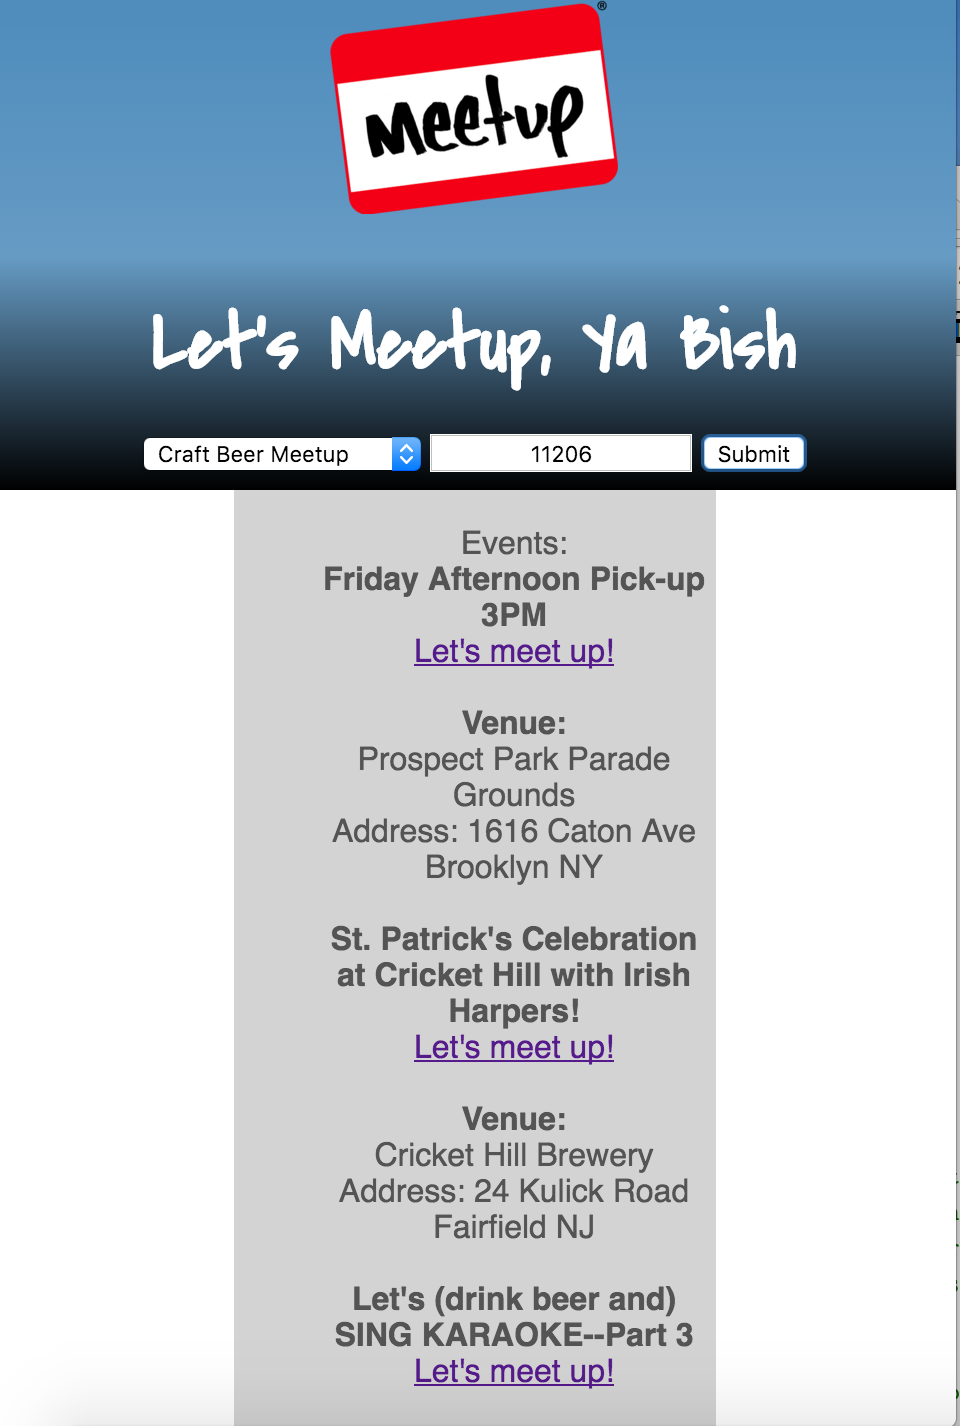 meetup®
Let's Meetup, Ya Bish
Craft Beer Meetup 11206 Submit
Events:
Friday Afternoon Pick-up
3PM
Let's meet up!
Venue:
Prospect Park Parade
Grounds
Address: 1616 Caton Ave
Brooklyn NY
St. Patrick's Celebration
at Cricket Hill with Irish
Harpers!
Let's meet up!
Venue:
Cricket Hill Brewery
Address: 24 Kulick Road
Fairfield NJ
Let's (drink beer and)
SING KARAOKE--Part 3
Let's meet up!